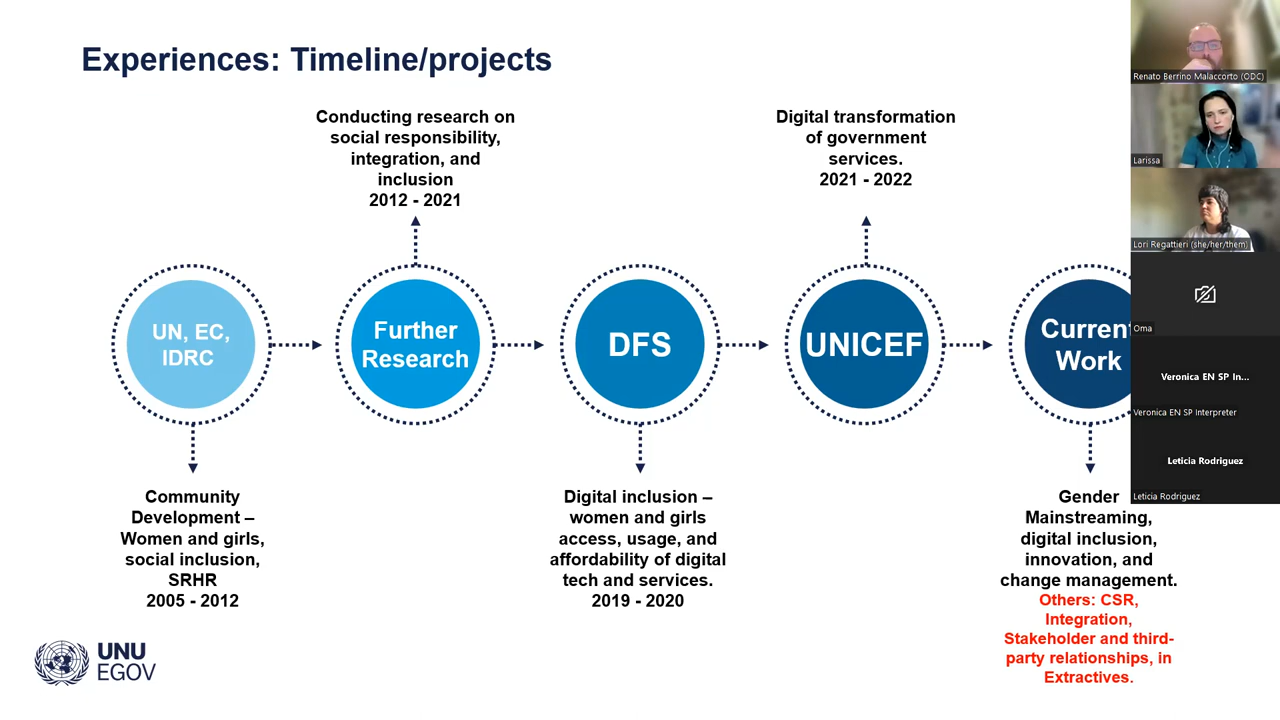 Experiences: Timeline/projects
Conducting research on
social responsibility,
integration, and
inclusion
2012 - 2021
Digital transformation
of government
services.
2021 - 2022
UN, EC,
IDRC
Further
Research
DFS
UNICEF
Current
Work
Community
Development –
Women and girls,
social inclusion,
SRHR
2005 - 2012
Digital inclusion –
women and girls
access, usage, and
affordability of digital
tech and services.
2019 - 2020
Gender
Mainstreaming,
digital inclusion,
innovation, and
change management.
Others: CSR,
Integration,
Stakeholder and third-
party relationships, in
Extractives.
UNU
EGOV
Renato Berrino Malaccorto (ODC)
Larissa
Lori Regattieri (she/her/them)
Oma
Veronica EN SP In...
Veronica EN SP Interpreter
Leticia Rodriguez
Leticia Rodriguez